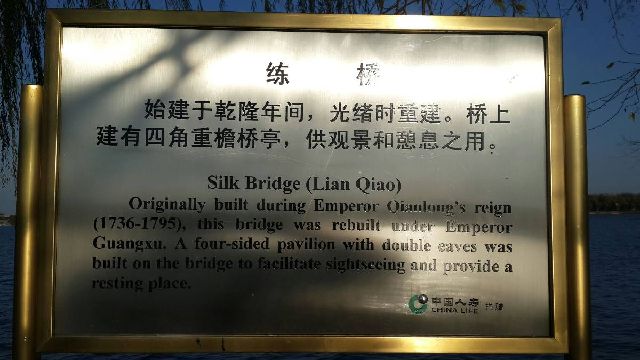 练 桥
始建于乾隆年间，光绪时重建。桥上
建有四角重檐桥亭，供观景和憩息之用。
Silk Bridge (Lian Qiao)
Originally built during Emperor Qianlong's reign
(1736-1795), this bridge was rebuilt under Emperor
Guangxu. A four-sided pavilion with double eaves was
built on the bridge to facilitate sightseeing and provide a
resting place.
中国人寿
CHINA LIFE